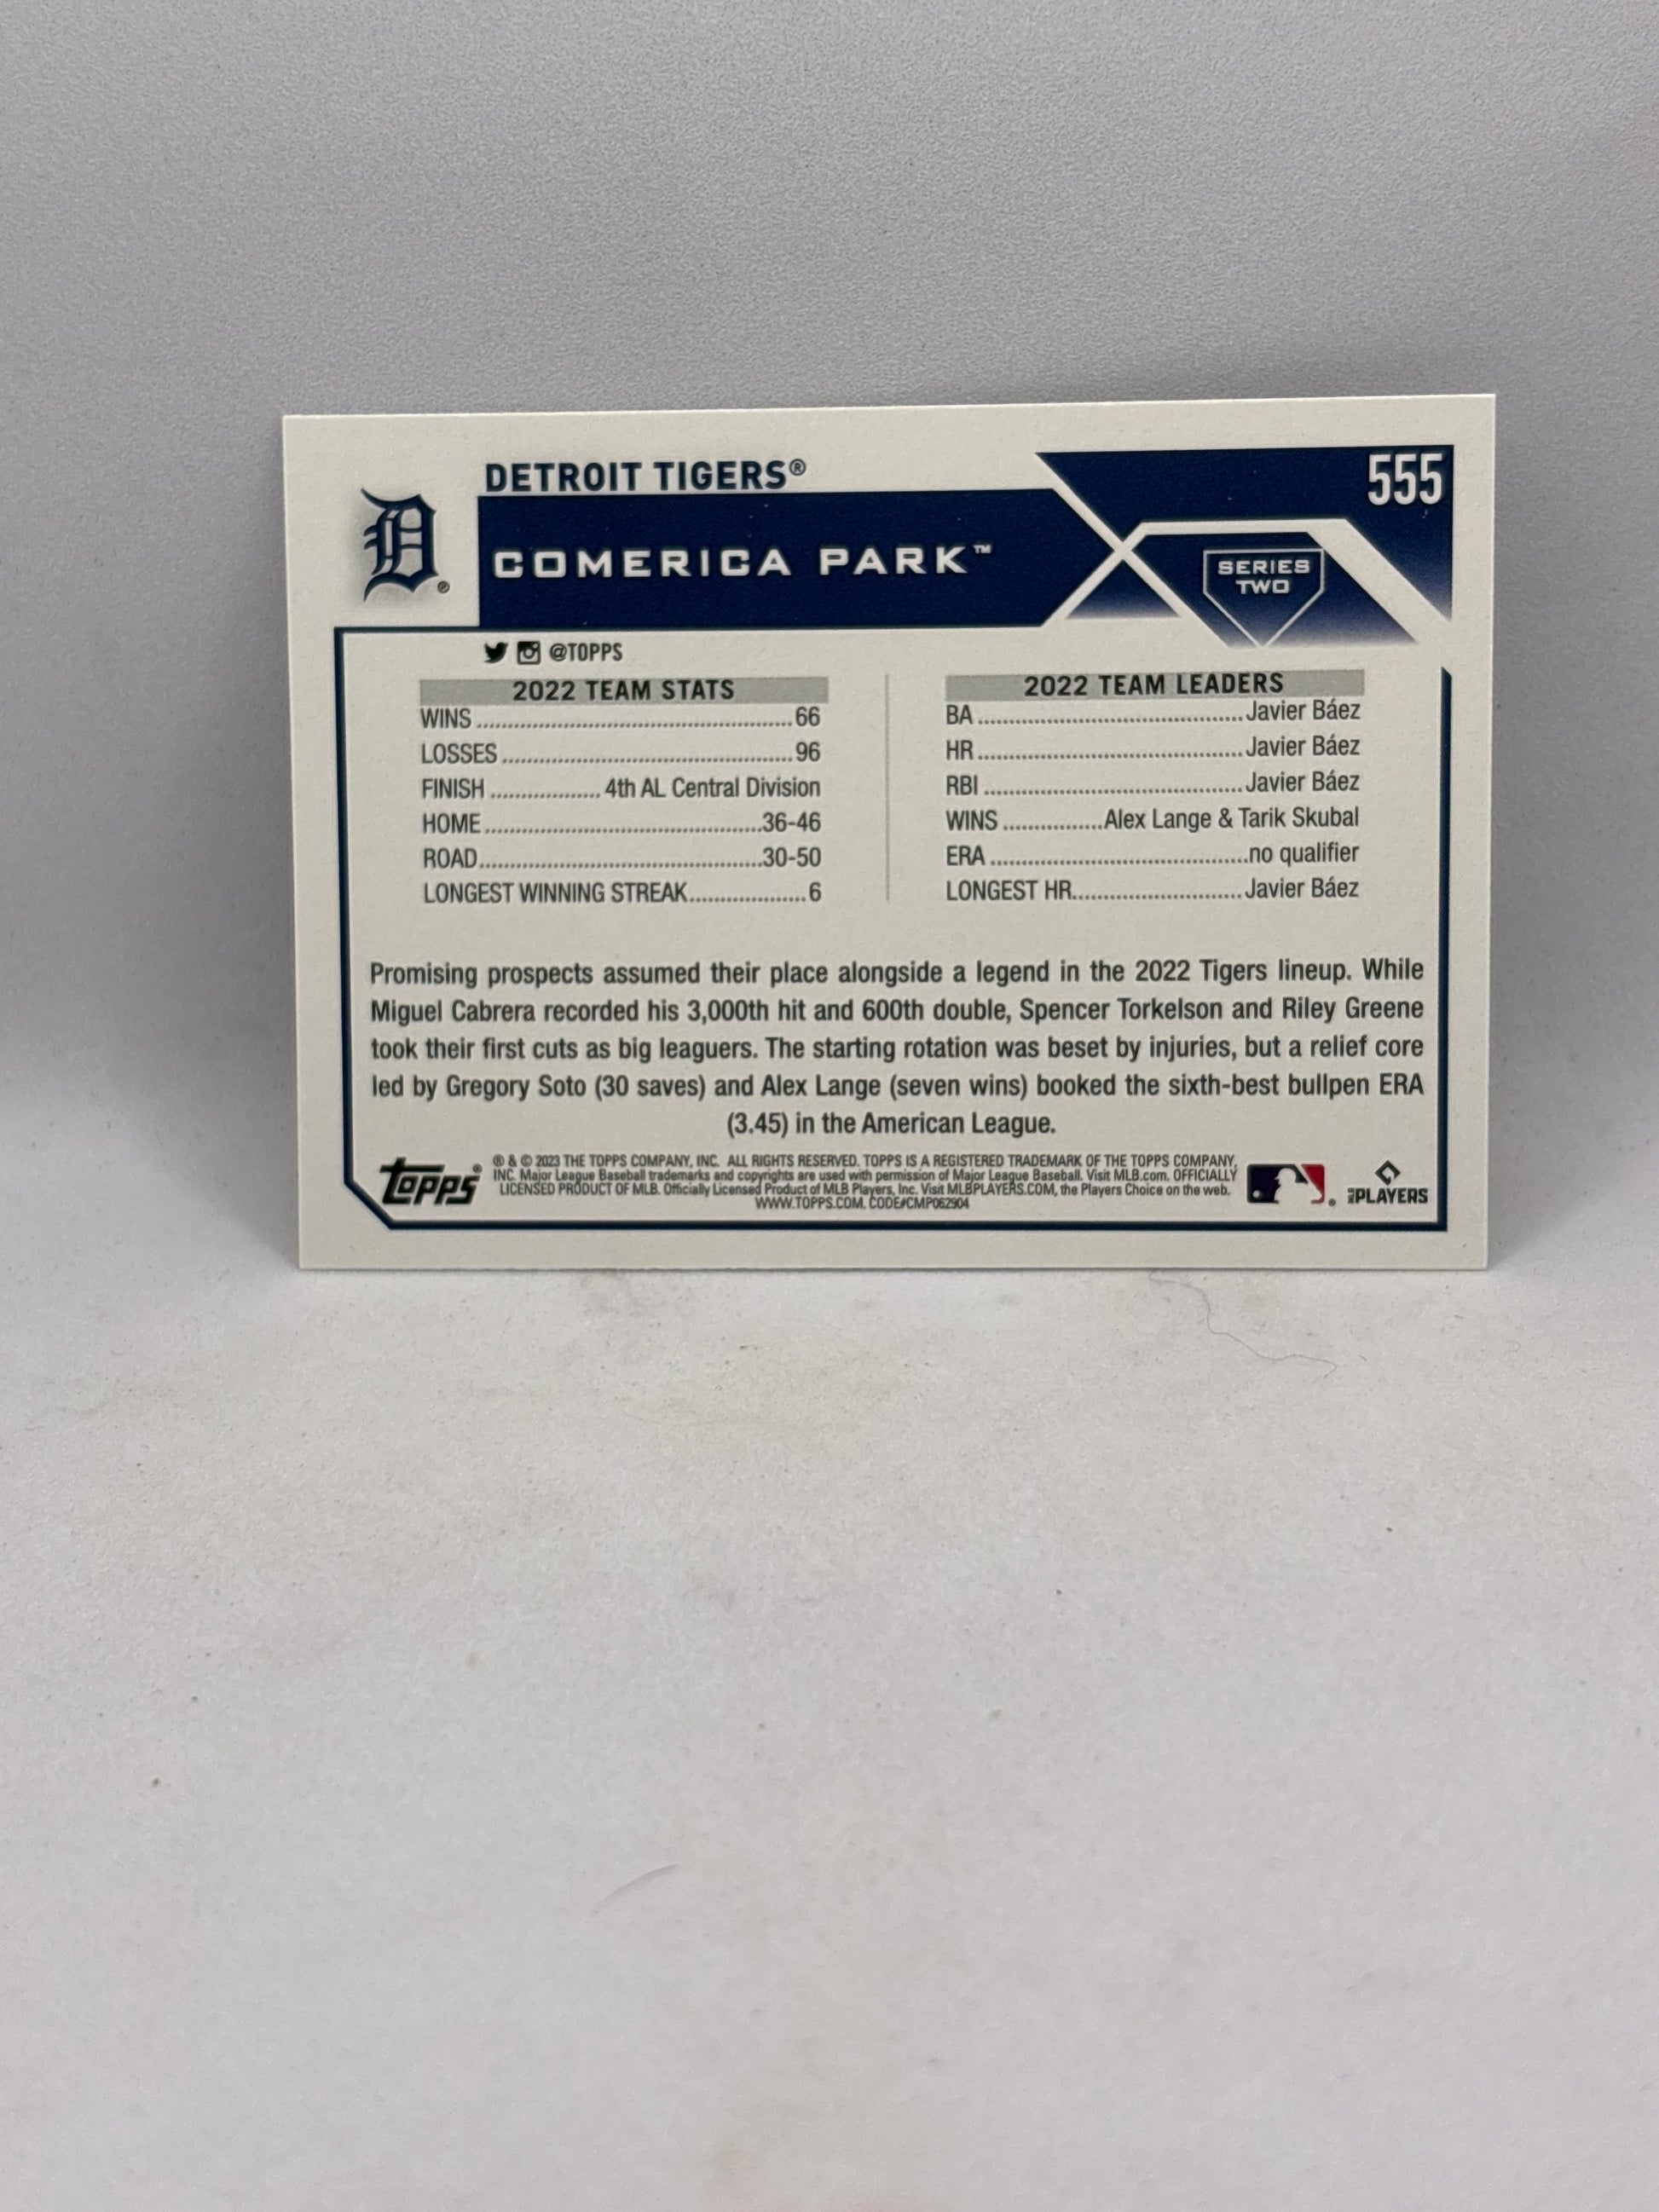 DETROIT TIGERS®
555
D
®
COMERICA PARK™
SERIES
TWO
@TOPPS
2022 TEAM STATS
WINS ........ 66
LOSSES ........ 96
FINISH ........ 4th AL Central Division
HOME ........ 36-46
ROAD ........ 30-50
LONGEST WINNING STREAK ........ 6
2022 TEAM LEADERS
BA ........ Javier Báez
HR ........ Javier Báez
RBI ........ Javier Báez
WINS ........ Alex Lange & Tarik Skubal
ERA ........ no qualifier
LONGEST HR ........ Javier Báez
Promising prospects assumed their place alongside a legend in the 2022 Tigers lineup. While
Miguel Cabrera recorded his 3,000th hit and 600th double, Spencer Torkelson and Riley Greene
took their first cuts as big leaguers. The starting rotation was beset by injuries, but a relief core
led by Gregory Soto (30 saves) and Alex Lange (seven wins) booked the sixth-best bullpen ERA
(3.45) in the American League.
Topps®
® & © 2023 THE TOPPS COMPANY, INC. ALL RIGHTS RESERVED. TOPPS IS A REGISTERED TRADEMARK OF THE TOPPS COMPANY,
INC. Major League Baseball trademarks and copyrights are used with permission of Major League Baseball. Visit MLB.com. OFFICIALLY
LICENSED PRODUCT OF MLB. Officially Licensed Product of MLB Players, Inc. Visit MLBPLAYERS.COM, the Players Choice on the web.
WWW.TOPPS.COM. CODE#CMP062904
®
PLAYERS